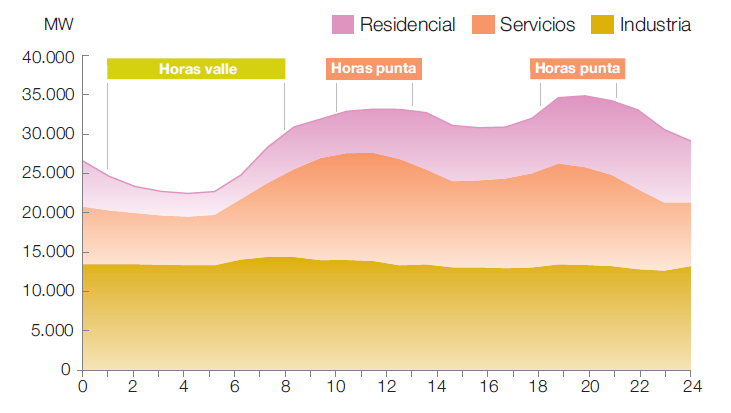 MW
Residencial
Servicios
Industria
40.000
Horas valle
Horas punta
Horas punta
35.000
30.000
25.000
20.000
15.000
10.000
5.000
0
0 2 4 6 8 10 12 14 16 18 20 22 24